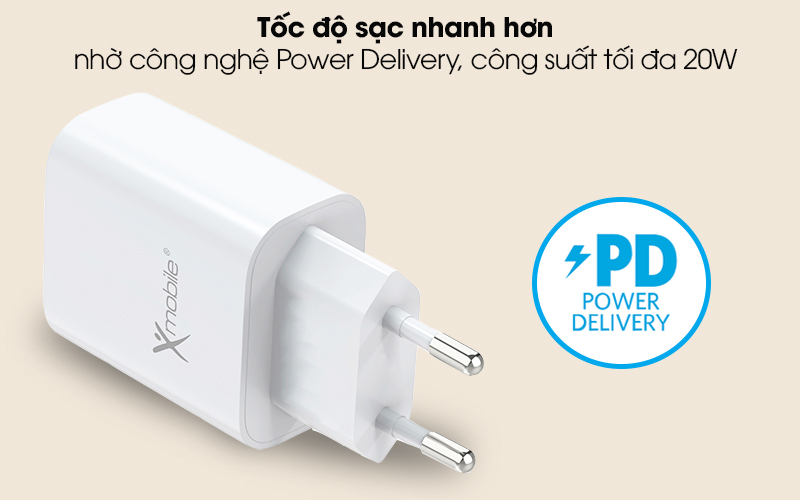 Tốc độ sạc nhanh hơn
nhờ công nghệ Power Delivery, công suất tối đa 20W
Xmobile®
PD
POWER
DELIVERY